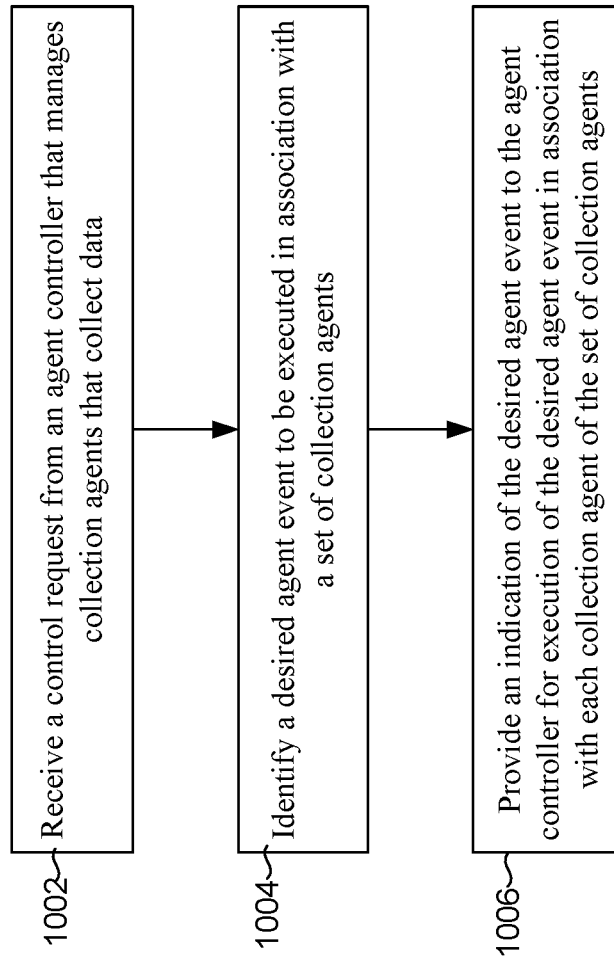 1002
Receive a control request from an agent controller that manages
collection agents that collect data
1004
Identify a desired agent event to be executed in association with
a set of collection agents
1006
Provide an indication of the desired agent event to the agent
controller for execution of the desired agent event in association
with each collection agent of the set of collection agents